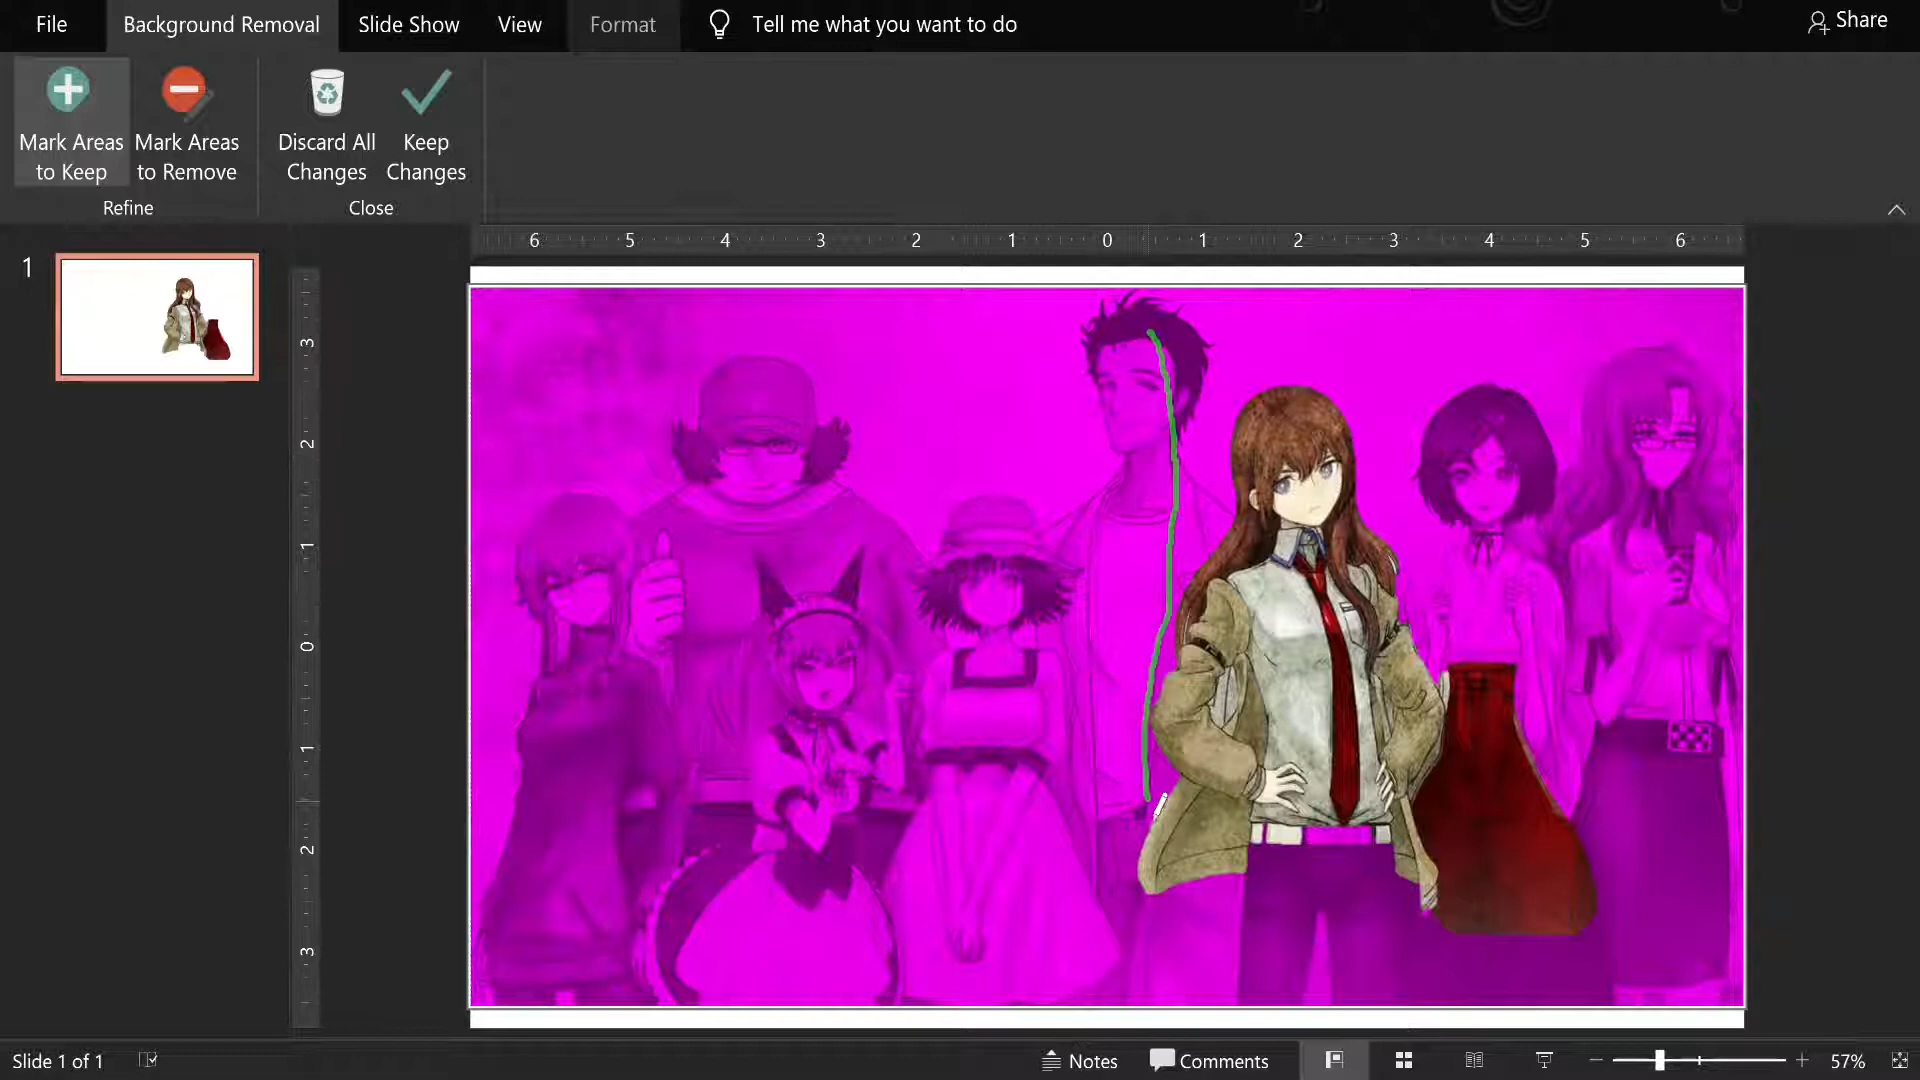 File Background Removal Slide Show View Format Tell me what you want to do Share
Mark Areas to Keep
Mark Areas to Remove
Discard All Changes
Keep Changes
Refine Close
6 5 4 3 2 1 0 1 2 3 4 5 6
1
3
2
1
0
1
2
3
Slide 1 of 1 Notes Comments 57%